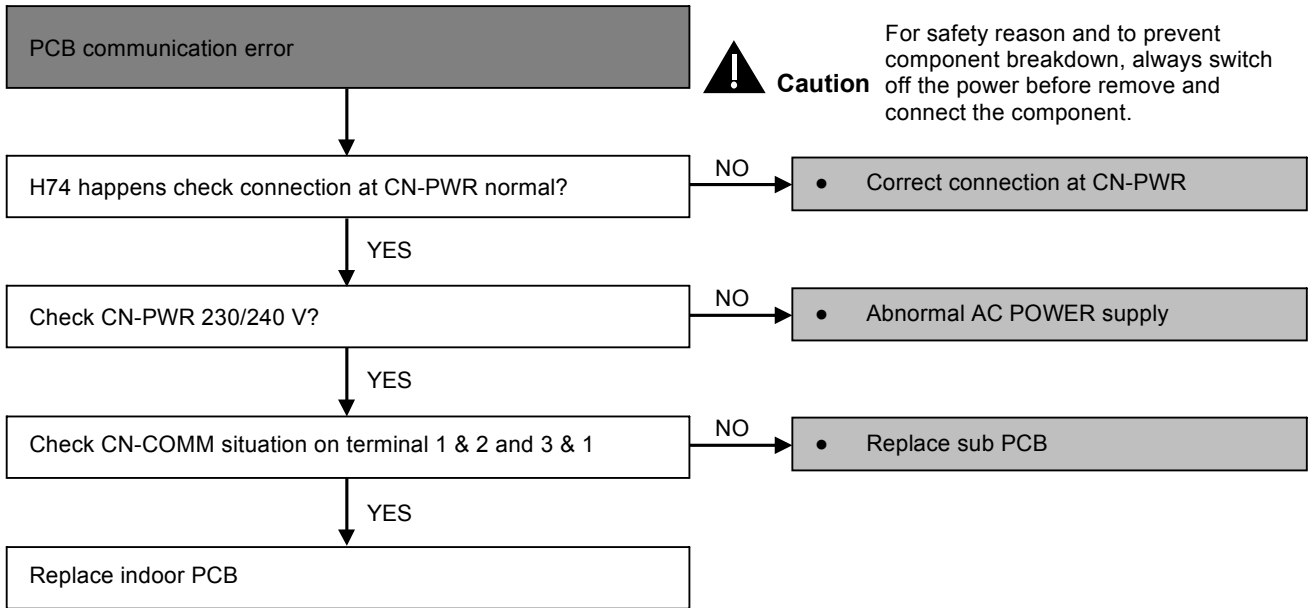 PCB communication error
For safety reason and to prevent
component breakdown, always switch
Caution off the power before remove and
connect the component.
H74 happens check connection at CN-PWR normal?
NO
● Correct connection at CN-PWR
YES
Check CN-PWR 230/240 V?
NO
● Abnormal AC POWER supply
YES
Check CN-COMM situation on terminal 1 & 2 and 3 & 1
NO
● Replace sub PCB
YES
Replace indoor PCB